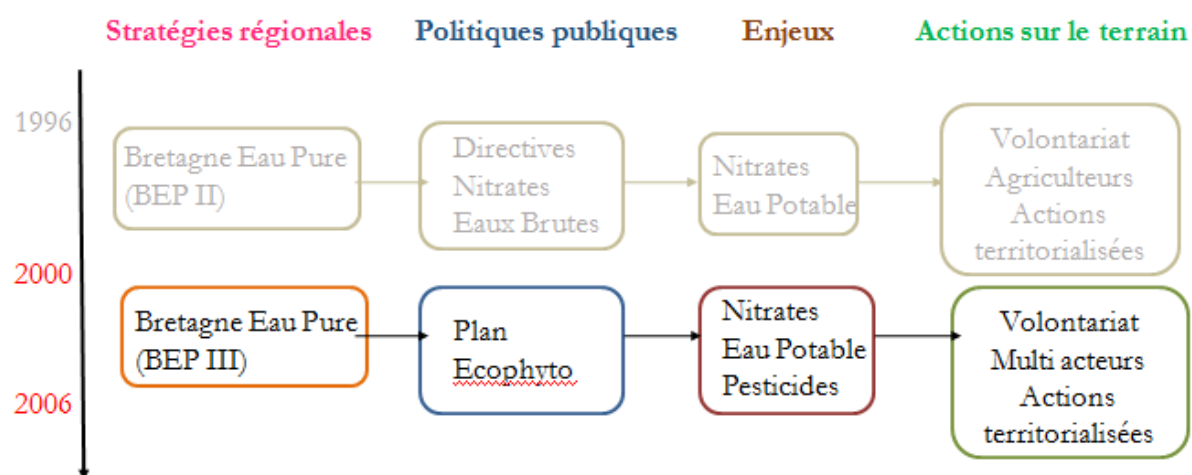 Stratégies régionales
Politiques publiques
Enjeux
Actions sur le terrain
1996
Bretagne Eau Pure
(BEP II)
Directives
Nitrates
Eaux Brutes
Nitrates
Eau Potable
Volontariat
Agriculteurs
Actions
territorialisées
2000
Bretagne Eau Pure
(BEP III)
Plan
Ecophyto
Nitrates
Eau Potable
Pesticides
Volontariat
Multi acteurs
Actions
territorialisées
2006